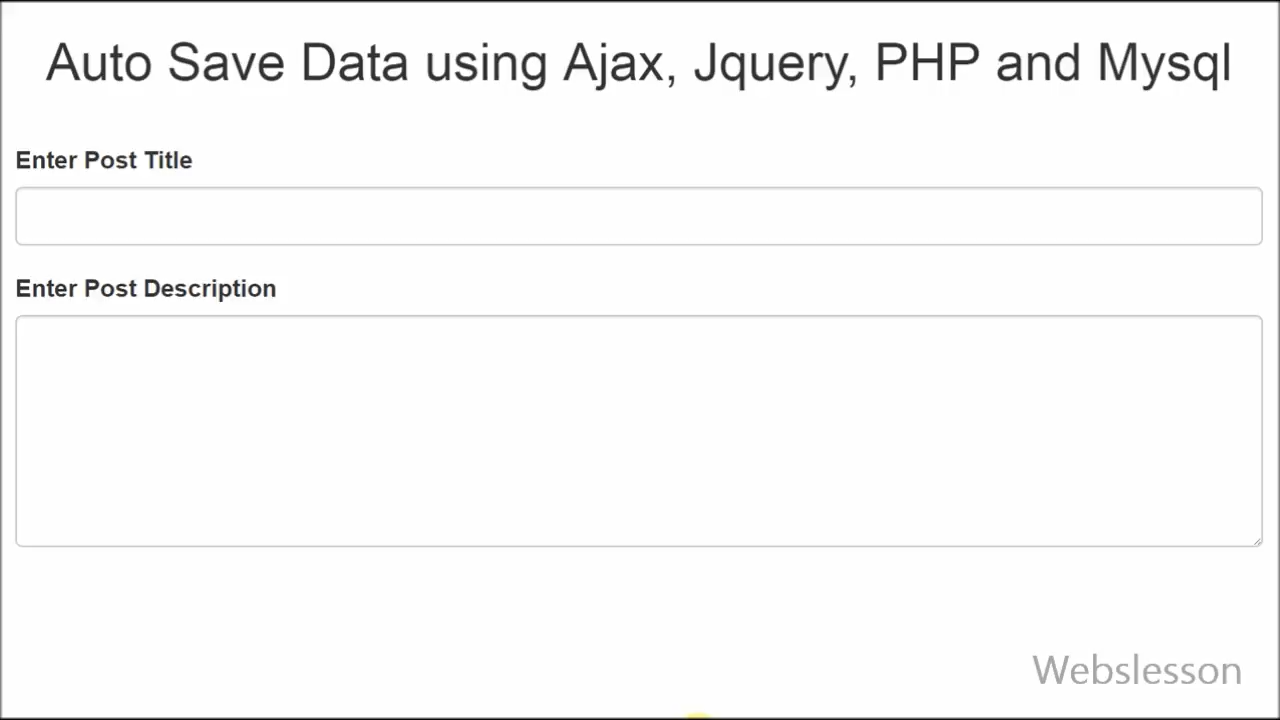 Auto Save Data using Ajax, Jquery, PHP and Mysql
Enter Post Title
Enter Post Description
Webslesson